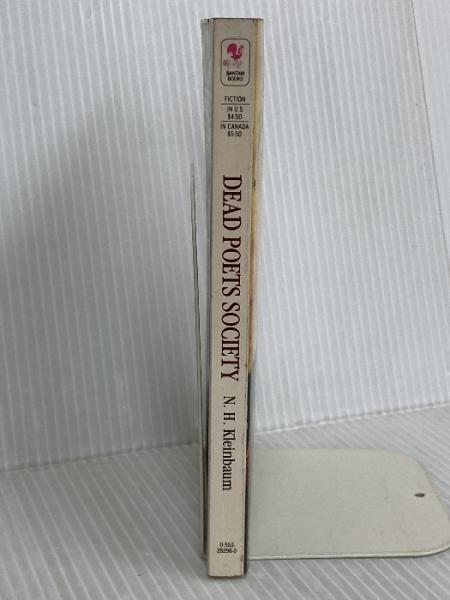 BANTAM
BOOKS
FICTION
IN U.S.
$4.50
IN CANADA
$5.50
DEAD POETS SOCIETY
N. H. Kleinbaum
0-553-
28298-0